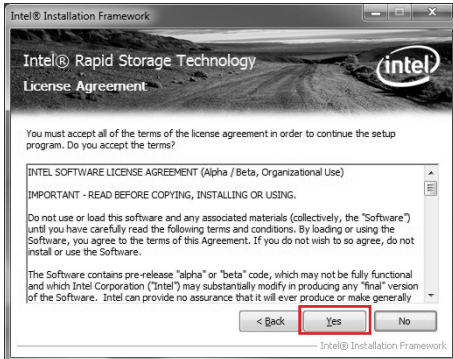 Intel® Installation Framework
Intel® Rapid Storage Technology
intel
License Agreement
You must accept all of the terms of the license agreement in order to continue the setup
program. Do you accept the terms?
INTEL SOFTWARE LICENSE AGREEMENT (Alpha / Beta, Organizational Use)
IMPORTANT - READ BEFORE COPYING, INSTALLING OR USING.
Do not use or load this software and any associated materials (collectively, the "Software")
until you have carefully read the following terms and conditions. By loading or using the
Software, you agree to the terms of this Agreement. If you do not wish to so agree, do not
install or use the Software.
The Software contains pre-release "alpha" or "beta" code, which may not be fully functional
and which Intel Corporation ("Intel") may substantially modify in producing any "final" version
of the Software. Intel can provide no assurance that it will ever produce or make generally
< Back Yes No
Intel® Installation Framework